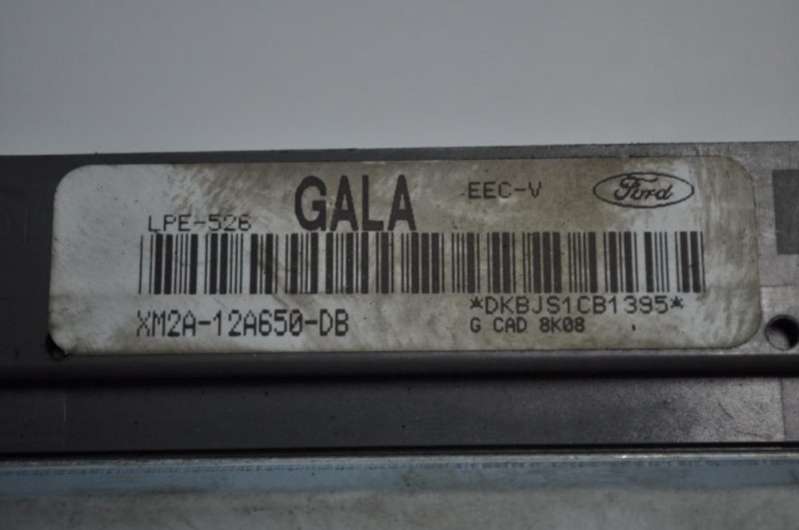 LPE-526 GALA EEC-V Ford
XM2A-12A650-DB *DKBJS1CB1395*
G CAD 8K08